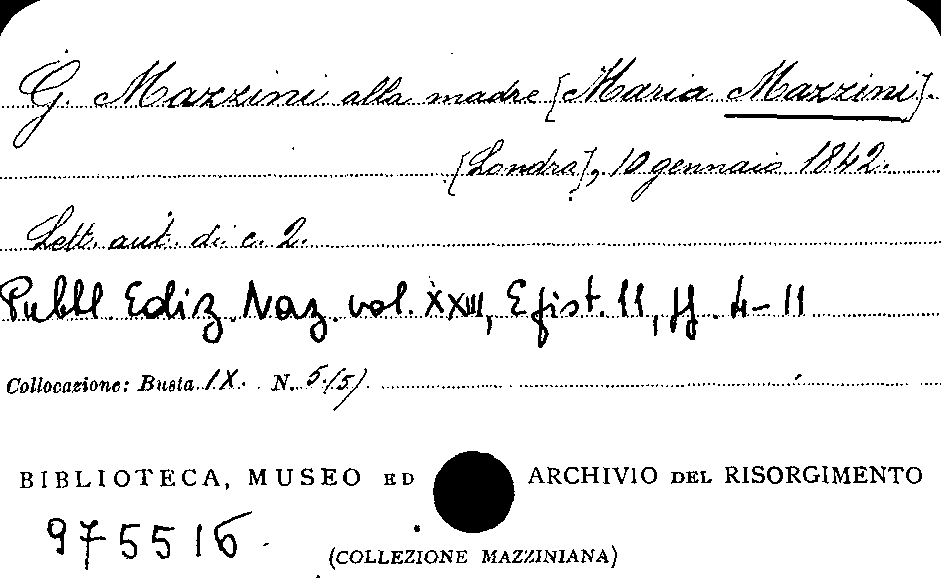 G. Mazzini alla madre [Maria Mazzini].
[Londra], 10 gennaio 1842.
Lett. aut. di c. 2.
Pubbl. Ediz. Naz. vol. XXIII, Epist. 11, pp. 4-11
Collocazione: Busta IX. N. 5.(5)
BIBLIOTECA, MUSEO ED ARCHIVIO DEL RISORGIMENTO
975516
(COLLEZIONE MAZZINIANA)